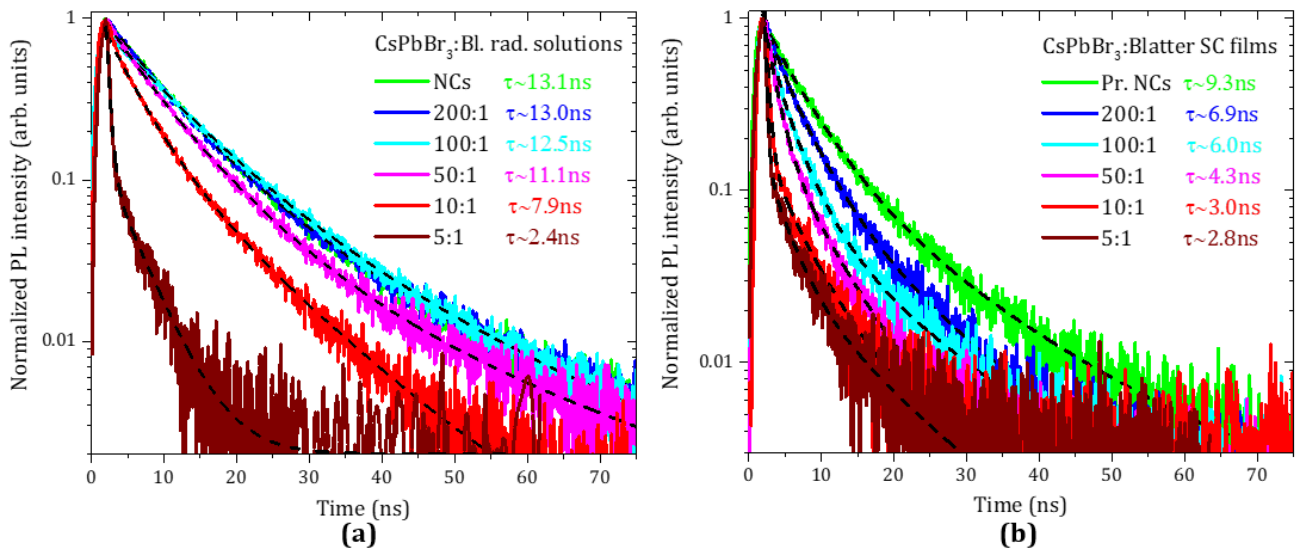 Normalized PL intensity (arb. units)
1
0.1
0.01
CsPbBr₃:Bl. rad. solutions
NCs τ~13.1ns
200:1 τ~13.0ns
100:1 τ~12.5ns
50:1 τ~11.1ns
10:1 τ~7.9ns
5:1 τ~2.4ns
0 10 20 30 40 50 60 70
Time (ns)
(a)
Normalized PL intensity (arb. units)
1
0.1
0.01
CsPbBr₃:Blatter SC films
Pr. NCs τ~9.3ns
200:1 τ~6.9ns
100:1 τ~6.0ns
50:1 τ~4.3ns
10:1 τ~3.0ns
5:1 τ~2.8ns
0 10 20 30 40 50 60 70
Time (ns)
(b)